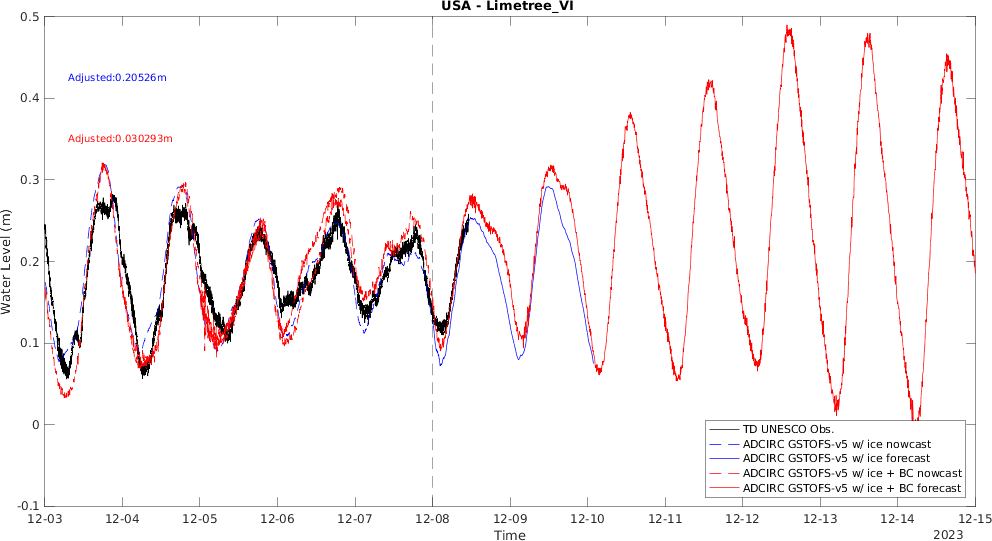 USA - Limetree_VI
Adjusted:0.20526m
Adjusted:0.030293m
Water Level (m)
0.5
0.4
0.3
0.2
0.1
0
-0.1
TD UNESCO Obs.
ADCIRC GSTOFS-v5 w/ ice nowcast
ADCIRC GSTOFS-v5 w/ ice forecast
ADCIRC GSTOFS-v5 w/ ice + BC nowcast
ADCIRC GSTOFS-v5 w/ ice + BC forecast
12-03 12-04 12-05 12-06 12-07 12-08 12-09 12-10 12-11 12-12 12-13 12-14 12-15
Time
2023